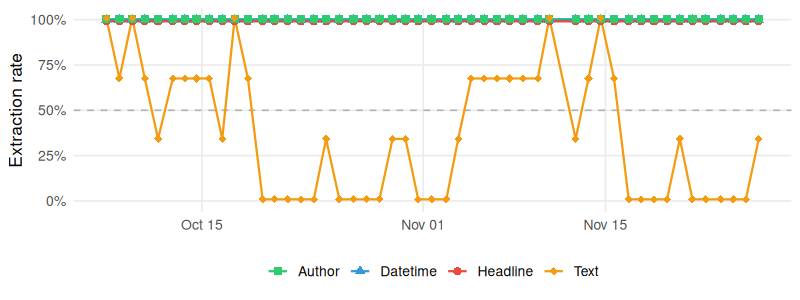 Extraction rate
100%
75%
50%
25%
0%
Oct 15 Nov 01 Nov 15
Author Datetime Headline Text